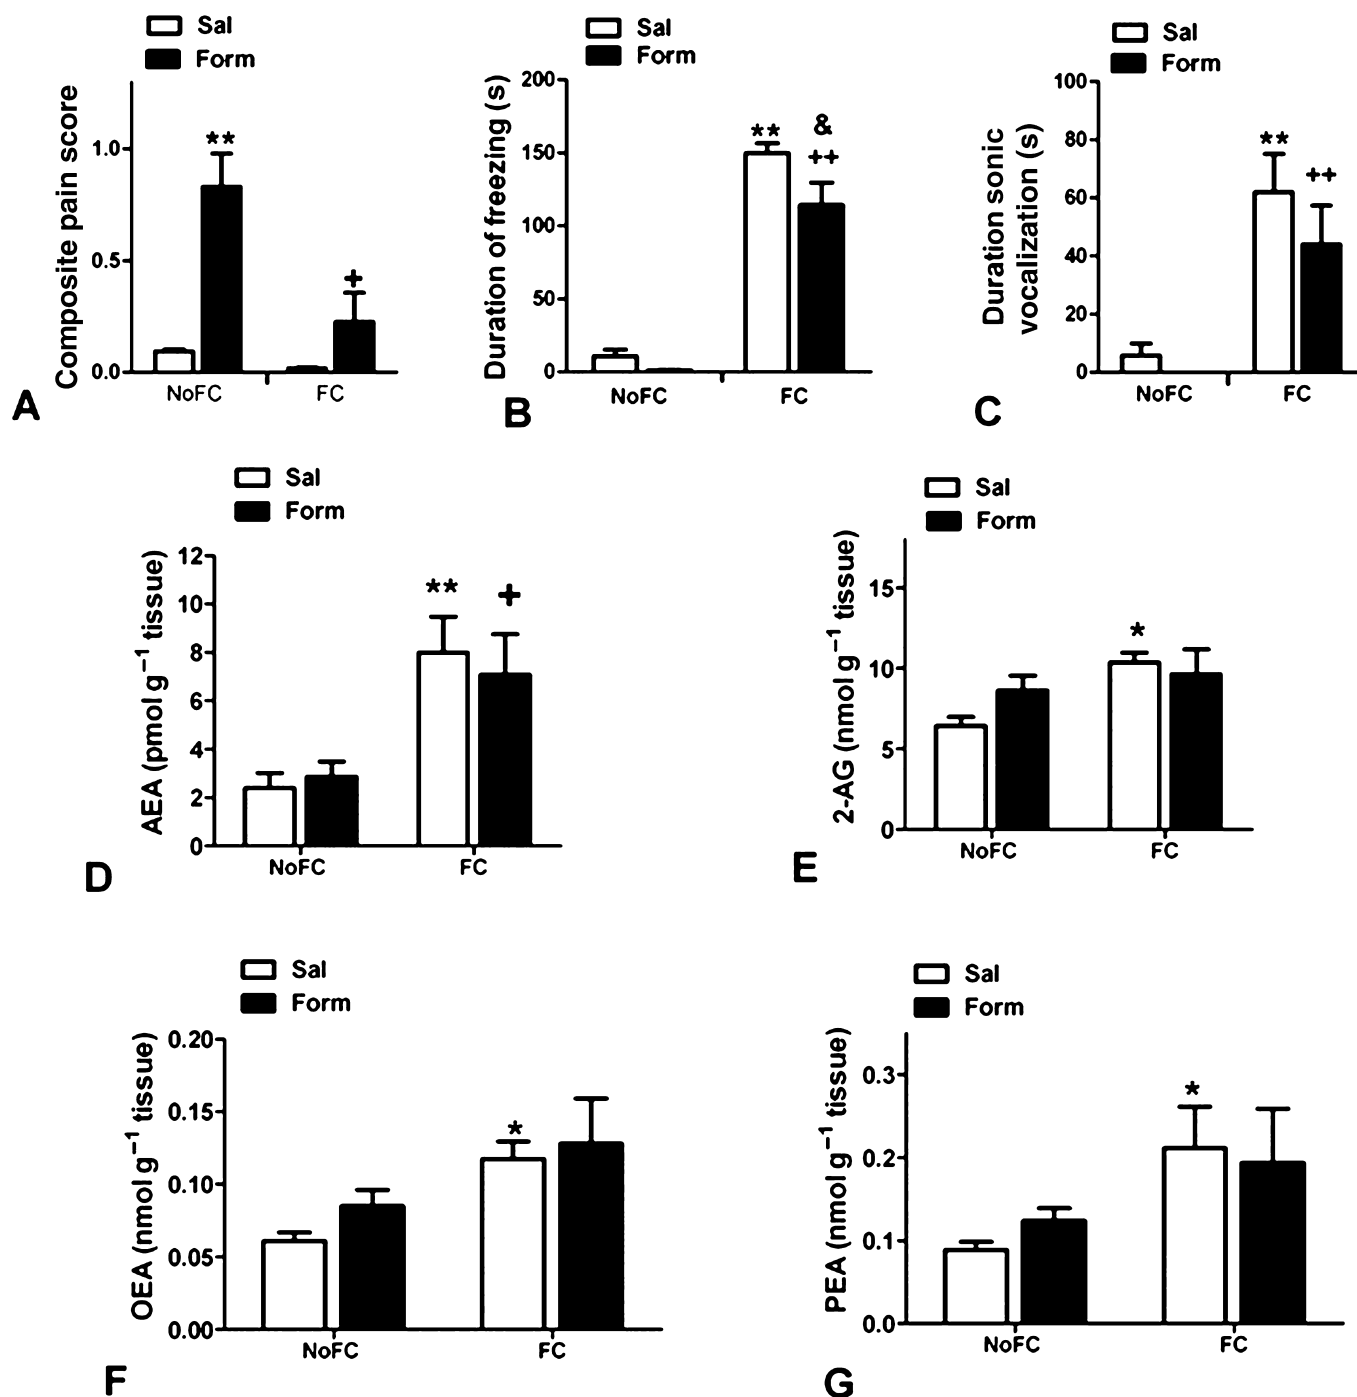 Sal
Form
Composite pain score
1.0
0.5
0.0
**
+
NoFC
FC
A
Sal
Form
Duration of freezing (s)
200
150
100
50
0
**
&
++
NoFC
FC
B
Sal
Form
Duration sonic
vocalization (s)
100
80
60
40
20
0
**
++
NoFC
FC
C
Sal
Form
AEA (pmol g⁻¹ tissue)
12
10
8
6
4
2
0
**
+
NoFC
FC
D
Sal
Form
2-AG (nmol g⁻¹ tissue)
15
10
5
0
*
NoFC
FC
E
Sal
Form
OEA (nmol g⁻¹ tissue)
0.20
0.15
0.10
0.05
0.00
*
NoFC
FC
F
Sal
Form
PEA (nmol g⁻¹ tissue)
0.3
0.2
0.1
0.0
*
NoFC
FC
G